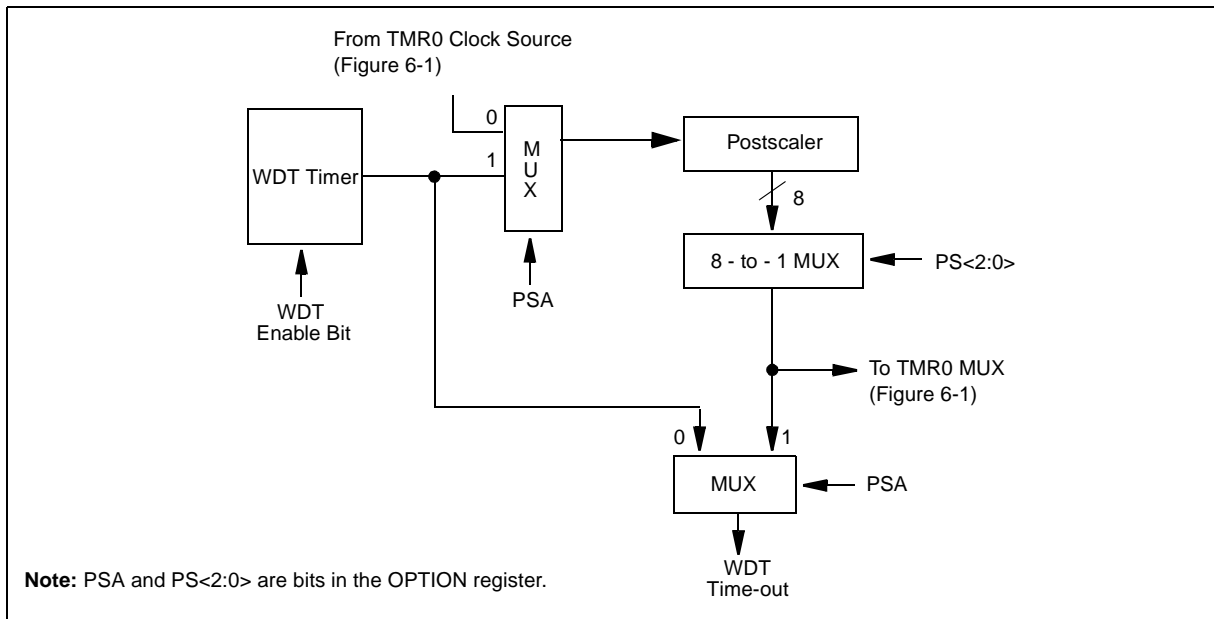 From TMR0 Clock Source
(Figure 6-1)
0
1
M
U
X
WDT Timer
Postscaler
8
8 - to - 1 MUX
PS<2:0>
PSA
WDT
Enable Bit
To TMR0 MUX
(Figure 6-1)
0
1
MUX
PSA
WDT
Time-out
Note: PSA and PS<2:0> are bits in the OPTION register.